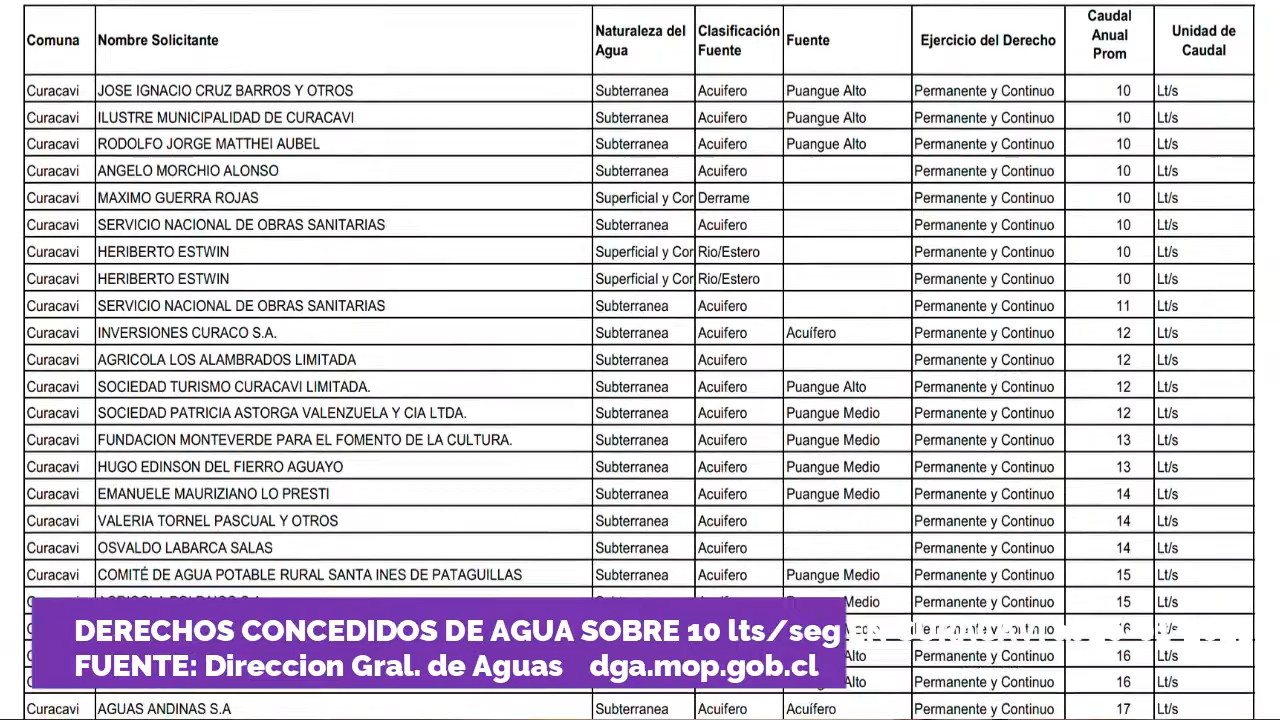 Comuna Nombre Solicitante Naturaleza del Agua Clasificación Fuente Fuente Ejercicio del Derecho Caudal Anual Prom Unidad de Caudal
Curacavi JOSE IGNACIO CRUZ BARROS Y OTROS Subterranea Acuifero Puangue Alto Permanente y Continuo 10 Lt/s
Curacavi ILUSTRE MUNICIPALIDAD DE CURACAVI Subterranea Acuifero Puangue Alto Permanente y Continuo 10 Lt/s
Curacavi RODOLFO JORGE MATTHEI AUBEL Subterranea Acuifero Puangue Alto Permanente y Continuo 10 Lt/s
Curacavi ANGELO MORCHIO ALONSO Subterranea Acuifero Permanente y Continuo 10 Lt/s
Curacavi MAXIMO GUERRA ROJAS Superficial y Cor Derrame Permanente y Continuo 10 Lt/s
Curacavi SERVICIO NACIONAL DE OBRAS SANITARIAS Subterranea Acuifero Permanente y Continuo 10 Lt/s
Curacavi HERIBERTO ESTWIN Superficial y Cor Rio/Estero Permanente y Continuo 10 Lt/s
Curacavi HERIBERTO ESTWIN Superficial y Cor Rio/Estero Permanente y Continuo 10 Lt/s
Curacavi SERVICIO NACIONAL DE OBRAS SANITARIAS Subterranea Acuifero Permanente y Continuo 11 Lt/s
Curacavi INVERSIONES CURACO S.A. Subterranea Acuifero Acuífero Permanente y Continuo 12 Lt/s
Curacavi AGRICOLA LOS ALAMBRADOS LIMITADA Subterranea Acuifero Permanente y Continuo 12 Lt/s
Curacavi SOCIEDAD TURISMO CURACAVI LIMITADA. Subterranea Acuifero Puangue Alto Permanente y Continuo 12 Lt/s
Curacavi SOCIEDAD PATRICIA ASTORGA VALENZUELA Y CIA LTDA. Subterranea Acuifero Puangue Medio Permanente y Continuo 12 Lt/s
Curacavi FUNDACION MONTEVERDE PARA EL FOMENTO DE LA CULTURA. Subterranea Acuifero Puangue Medio Permanente y Continuo 13 Lt/s
Curacavi HUGO EDINSON DEL FIERRO AGUAYO Subterranea Acuifero Puangue Medio Permanente y Continuo 13 Lt/s
Curacavi EMANUELE MAURIZIANO LO PRESTI Subterranea Acuifero Puangue Medio Permanente y Continuo 14 Lt/s
Curacavi VALERIA TORNEL PASCUAL Y OTROS Subterranea Acuifero Permanente y Continuo 14 Lt/s
Curacavi OSVALDO LABARCA SALAS Subterranea Acuifero Permanente y Continuo 14 Lt/s
Curacavi COMITÉ DE AGUA POTABLE RURAL SANTA INES DE PATAGUILLAS Subterranea Acuifero Puangue Medio Permanente y Continuo 15 Lt/s
Medio Permanente y Continuo 15 Lt/s
DERECHOS CONCEDIDOS DE AGUA SOBRE 10 lts/seg
Alto Permanente y Continuo 16 Lt/s
FUENTE: Direccion Gral. de Aguas dga.mop.gob.cl
Alto Permanente y Continuo 16 Lt/s
Curacavi AGUAS ANDINAS S.A Subterranea Acuifero Acuífero Permanente y Continuo 17 Lt/s